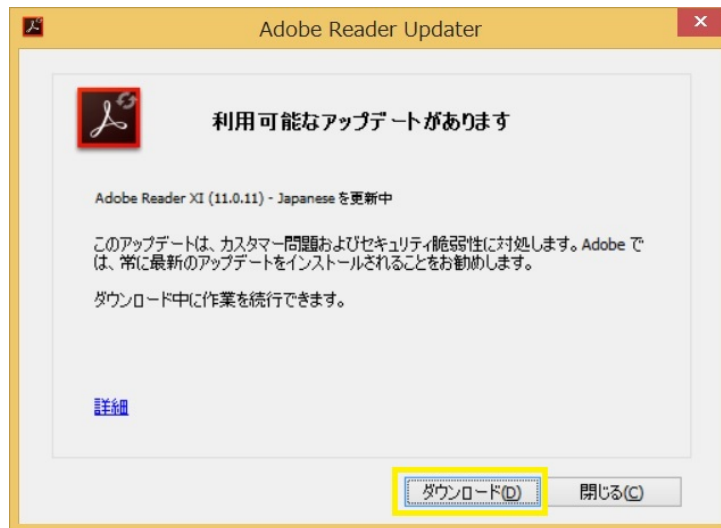 Adobe Reader Updater
利用可能なアップデートがあります
Adobe Reader XI (11.0.11) - Japanese を更新中
このアップデートは、カスタマー問題およびセキュリティ脆弱性に対処します。Adobe で
は、常に最新のアップデートをインストールされることをお勧めします。
ダウンロード中に作業を続行できます。
詳細
ダウンロード(D) 閉じる(C)